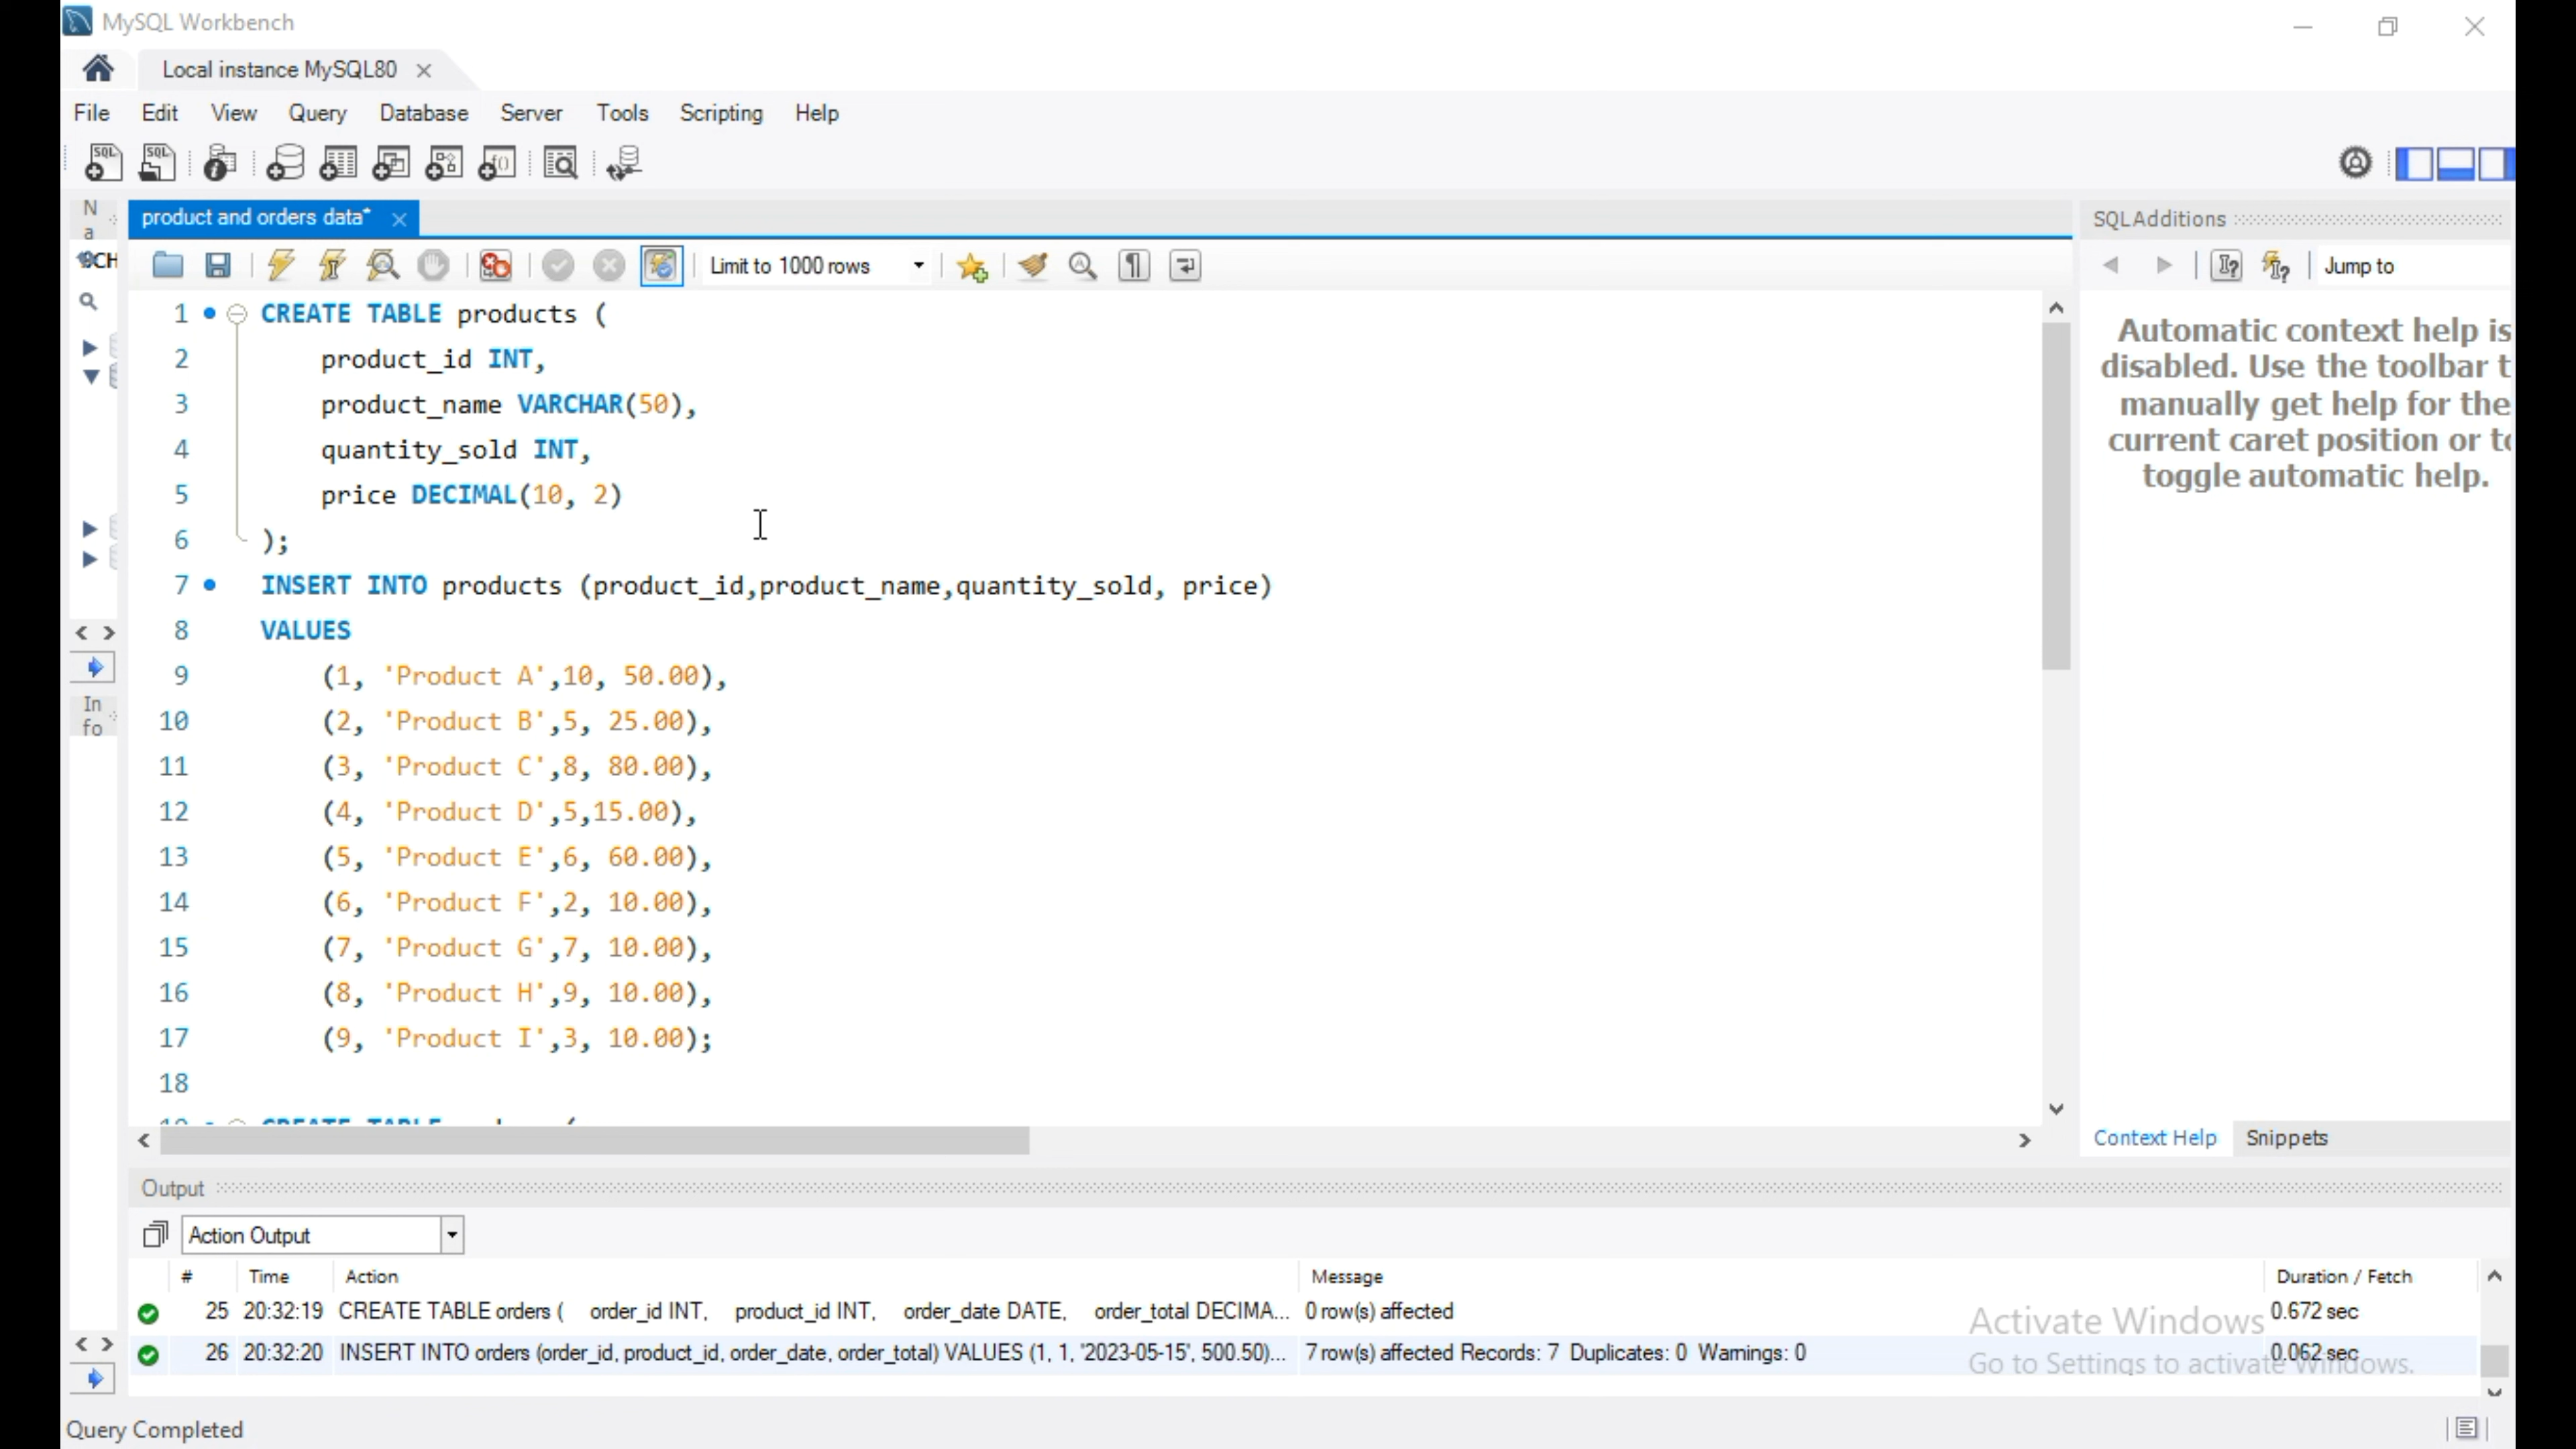 MySQL Workbench
Local instance MySQL80
File Edit View Query Database Server Tools Scripting Help
N
a
product and orders data*
SQLAdditions
Limit to 1000 rows
Jump to
1 CREATE TABLE products (
2 product_id INT,
3 product_name VARCHAR(50),
4 quantity_sold INT,
5 price DECIMAL(10, 2)
6 );
7 INSERT INTO products (product_id,product_name,quantity_sold, price)
8 VALUES
9 (1, 'Product A',10, 50.00),
10 (2, 'Product B',5, 25.00),
11 (3, 'Product C',8, 80.00),
12 (4, 'Product D',5,15.00),
13 (5, 'Product E',6, 60.00),
14 (6, 'Product F',2, 10.00),
15 (7, 'Product G',7, 10.00),
16 (8, 'Product H',9, 10.00),
17 (9, 'Product I',3, 10.00);
18
CREATE TABLE
In
fo
Automatic context help is
disabled. Use the toolbar t
manually get help for the
current caret position or to
toggle automatic help.
Context Help Snippets
Output
Action Output
# Time Action Message Duration / Fetch
25 20:32:19 CREATE TABLE orders ( order_id INT, product_id INT, order_date DATE, order_total DECIMA... 0 row(s) affected 0.672 sec
26 20:32:20 INSERT INTO orders (order_id, product_id, order_date, order_total) VALUES (1, 1, '2023-05-15', 500.50)... 7 row(s) affected Records: 7 Duplicates: 0 Warnings: 0 0.062 sec
Activate Windows
Go to Settings to activate Windows.
Query Completed